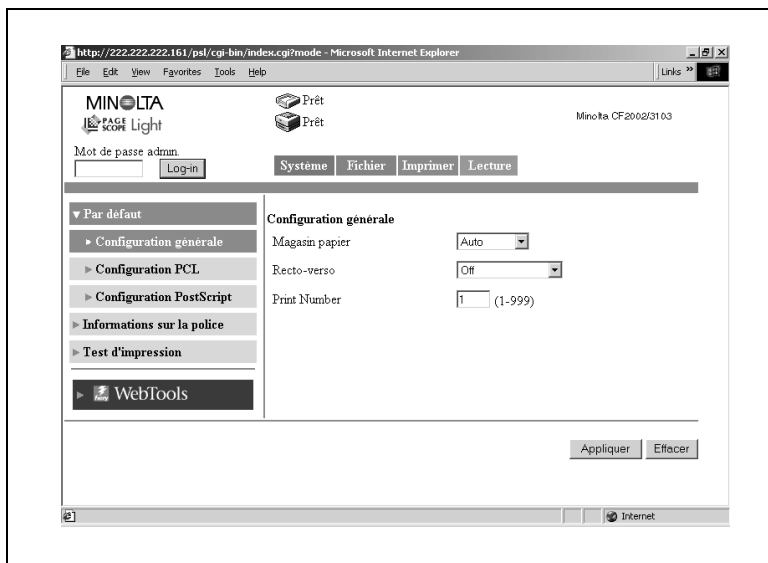 http://222.222.222.161/psl/cgi-bin/index.cgi?mode - Microsoft Internet Explorer
File Edit View Favorites Tools Help
Links »
MINOLTA
PAGE SCOPE Light
Prêt
Prêt
Minolta CF2002/3103
Mot de passe admin.
Log-in
Système Fichier Imprimer Lecture
Par défaut
Configuration générale
Configuration PCL
Configuration PostScript
Informations sur la police
Test d'impression
WebTools
Configuration générale
Magasin papier Auto
Recto-verso Off
Print Number 1 (1-999)
Appliquer Effacer
Internet